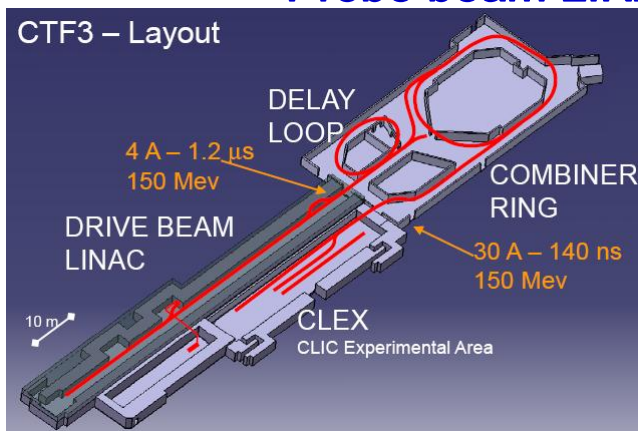 CTF3 – Layout
DELAY
LOOP
4 A – 1.2 μs
150 Mev
COMBINER
RING
DRIVE BEAM
LINAC
30 A – 140 ns
150 Mev
10 m
CLEX
CLIC Experimental Area